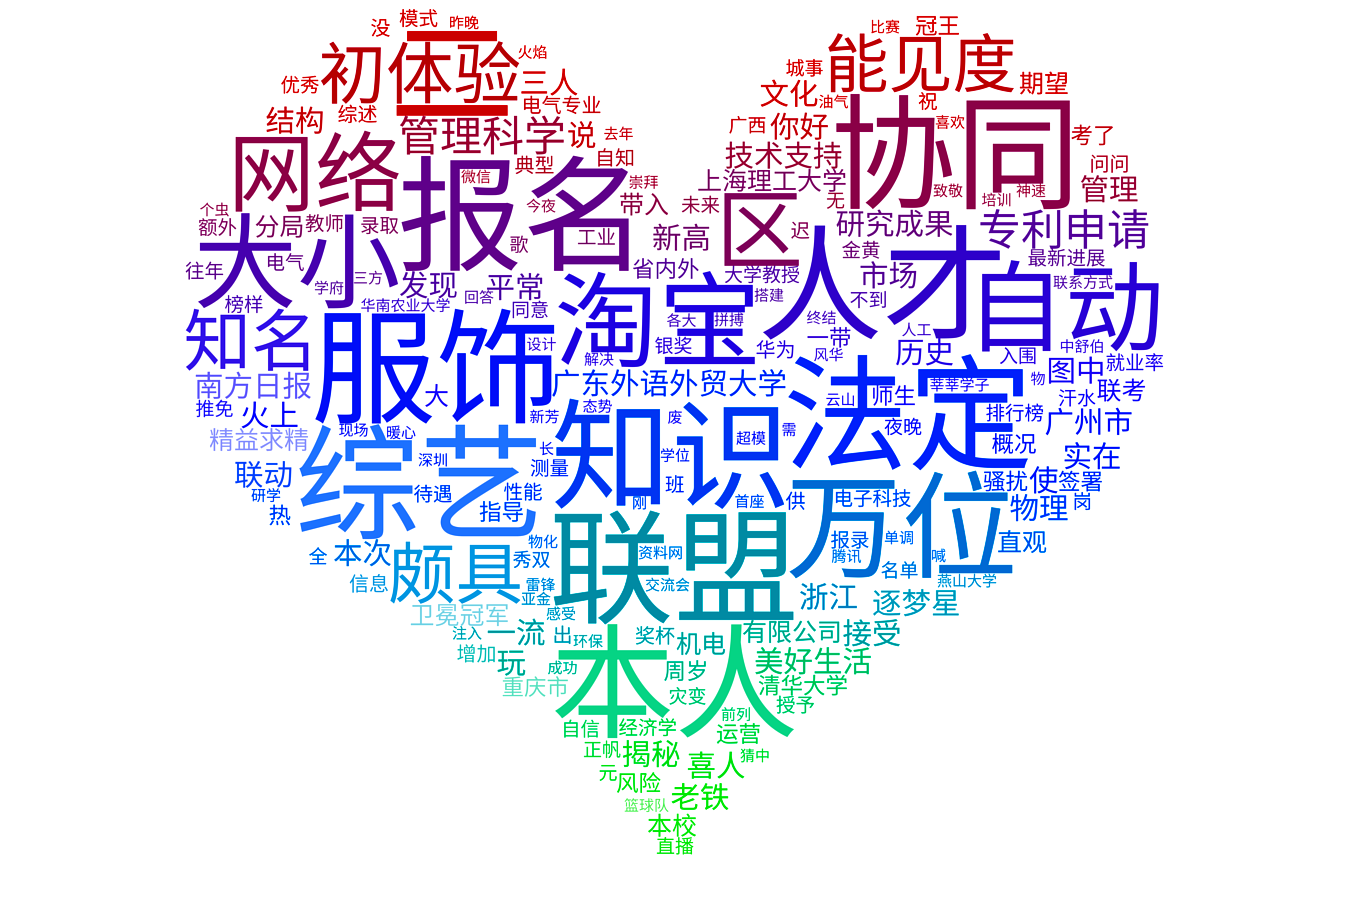 没 模式 昨晚 比赛 冠王
初体验 火焰 能见度
优秀 三人 城事 期望
结构 综述 电气专业 文化 油气 祝
网络 管理科学 说 去年 广西 你好 协同 喜欢 考了
典型 自知 技术支持 问问
微信 崇拜 上海理工大学 致敬 培训 神速 管理
个虫 报名 今夜 带入 未来 区 无
额外 分局 教师 录取 歌 工业 新高 迟 研究成果 专利申请
大小 往年 电气 三方 省内外 大学教授 人才 金黄 市场 最新进展
学府 发现 平常 淘宝 搭建 不到 自动 联系方式
榜样 华南农业大学 回答 同意 各大 拼搏 终结 人工
知名 服饰 设计 解决 银奖 华为 一带 风华 历史 入围 中舒伯 就业率
南方日报 大 广东外语外贸大学 法定 云山 师生 莘莘学子 物 图中 汗水 联考
推免 火上 新芳 态势 知识 废 需 夜晚 排行榜 广州市
精益求精 现场 暖心 长 超模 概况
联动 综艺 深圳 测量 学位 万位 骚扰 使 签署 实在
研学 待遇 性能 班 首座 供 电子科技 物理 岗
热 指导 刚
全 本次 颇具 秀双 物化 联盟 资料网 报录 腾讯 单调 喊 直观
信息 雷锋 交流会 名单 燕山大学
卫冕冠军 亚金 感受 浙江 逐梦星
注入 一流 出 环保 奖杯 机电 有限公司 接受
增加 玩 成功 本人 周岁 美好生活
重庆市 灾变 清华大学
自信 经济学 前列 授予
正帆 揭秘 运营
元 风险 喜人 猜中
篮球队 老铁
本校
直播